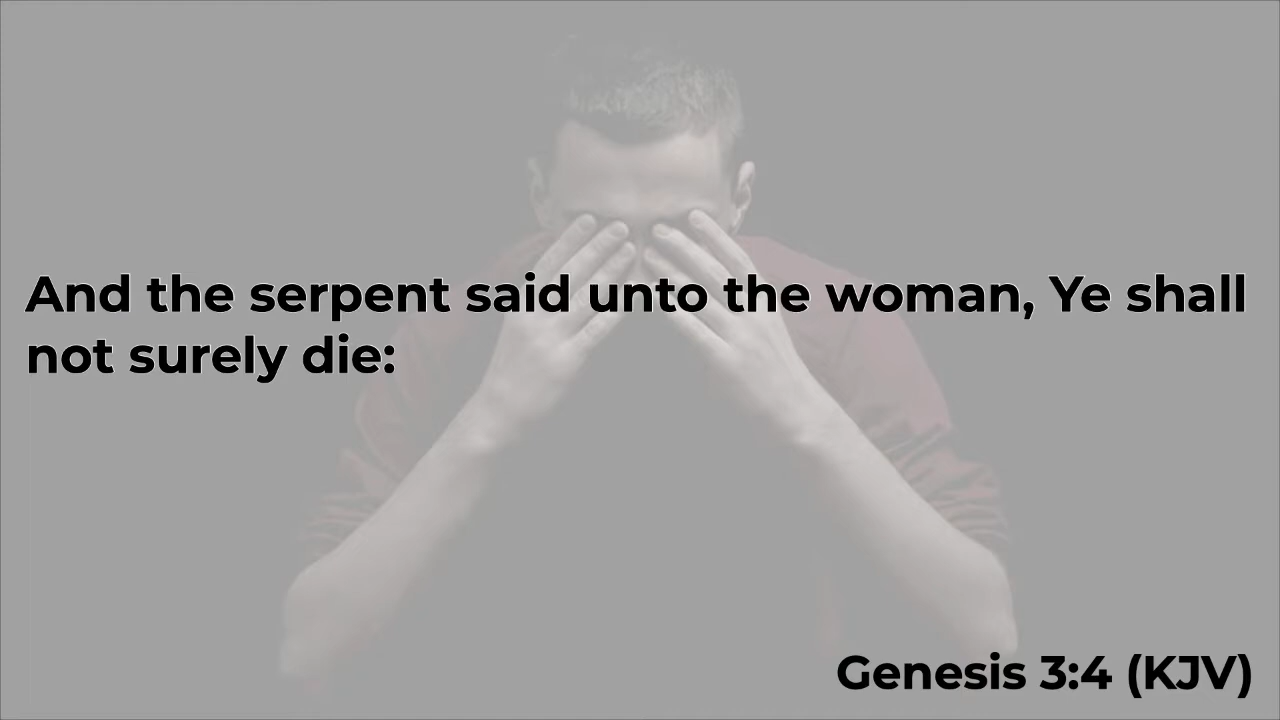 And the serpent said unto the woman, Ye shall
not surely die:
Genesis 3:4 (KJV)